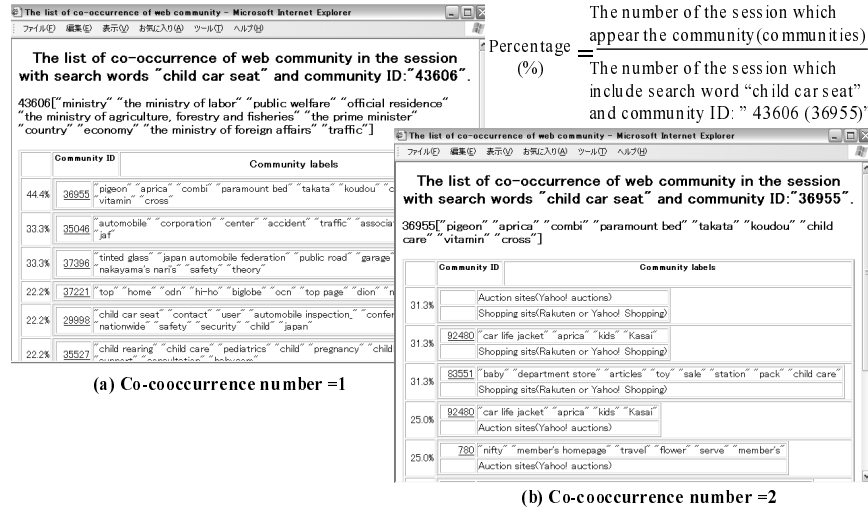 The list of co-occurrence of web community - Microsoft Internet Explorer
ファイル(F) 編集(E) 表示(V) お気に入り(A) ツール(T) ヘルプ(H)
The list of co-occurrence of web community in the session
with search words "child car seat" and community ID:"43606".
43606["ministry" "the ministry of labor" "public welfare" "official residence"
"the ministry of agriculture, forestry and fisheries" "the prime minister"
"country" "economy" "the ministry of foreign affairs" "traffic"]
Community ID Community labels
44.4% 36955 "pigeon" "aprica" "combi" "paramount bed" "takata" "koudou" "c
"vitamin" "cross"
33.3% 35046 "automobile" "corporation" "center" "accident" "traffic" "associa
"jaf"
33.3% 37396 "tinted glass" "japan automobile federation" "public road" "garage"
"nakayama's nari's" "safety" "theory"
22.2% 37221 "top" "home" "odn" "hi-ho" "biglobe" "ocn" "top page" "dion" "n
22.2% 29998 "child car seat" "contact" "user" "automobile inspection_" "confer
"nationwide" "safety" "security" "child" "japan"
22.2% 35527 "child rearing" "child care" "pediatrics" "child" "pregnancy" "child
"support" "consultation" "babycom"
(a) Co-cooccurrence number =1
Percentage (%) =
The number of the session which
appear the community(communities)
The number of the session which
include search word “child car seat”
and community ID: ” 43606 (36955)”
The list of co-occurrence of web community - Microsoft Internet Explorer
ファイル(F) 編集(E) 表示(V) お気に入り(A) ツール(T) ヘルプ(H)
The list of co-occurrence of web community in the session
with search words "child car seat" and community ID:"36955".
36955["pigeon" "aprica" "combi" "paramount bed" "takata" "koudou" "child
care" "vitamin" "cross"]
Community ID Community labels
31.3% Auction sites(Yahoo! auctions)
Shopping sites(Rakuten or Yahoo! Shopping)
31.3% 92480 "car life jacket" "aprica" "kids" "Kasai"
Shopping sites(Rakuten or Yahoo! Shopping)
31.3% 83551 "baby" "department store" "articles" "toy" "sale" "station" "pack" "child care"
Shopping sites(Rakuten or Yahoo! Shopping)
25.0% 92480 "car life jacket" "aprica" "kids" "Kasai"
Auction sites(Yahoo! auctions)
25.0% 780 "nifty" "member's homepage" "travel" "flower" "serve" "member's"
Auction sites(Yahoo! auctions)
(b) Co-cooccurrence number =2